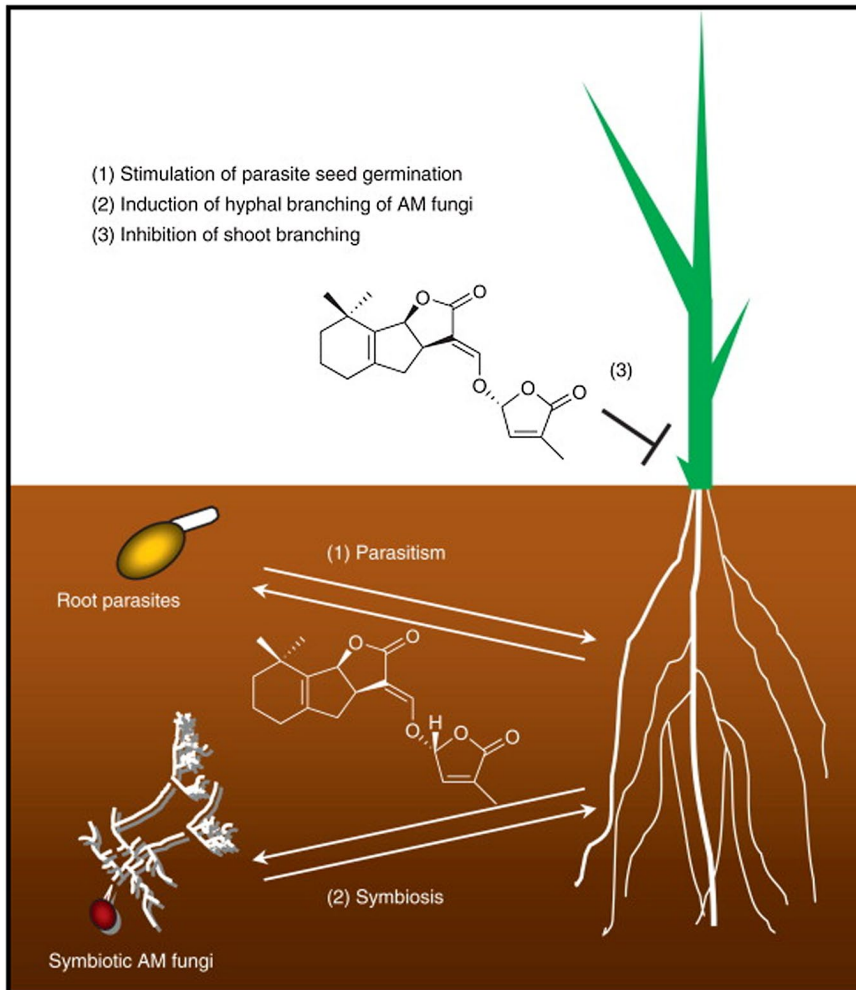 (1) Stimulation of parasite seed germination
(2) Induction of hyphal branching of AM fungi
(3) Inhibition of shoot branching
O
O
(3)
O
O
O
(1) Parasitism
Root parasites
O
O
H
O
O
O
(2) Symbiosis
Symbiotic AM fungi